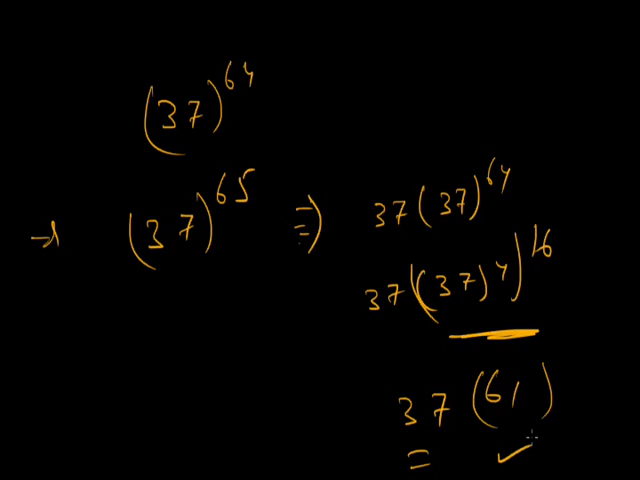 (37)^64
→ (37)^65 ⇒ 37(37)^64
37((37)^4)^16
37 (61)
= ✓